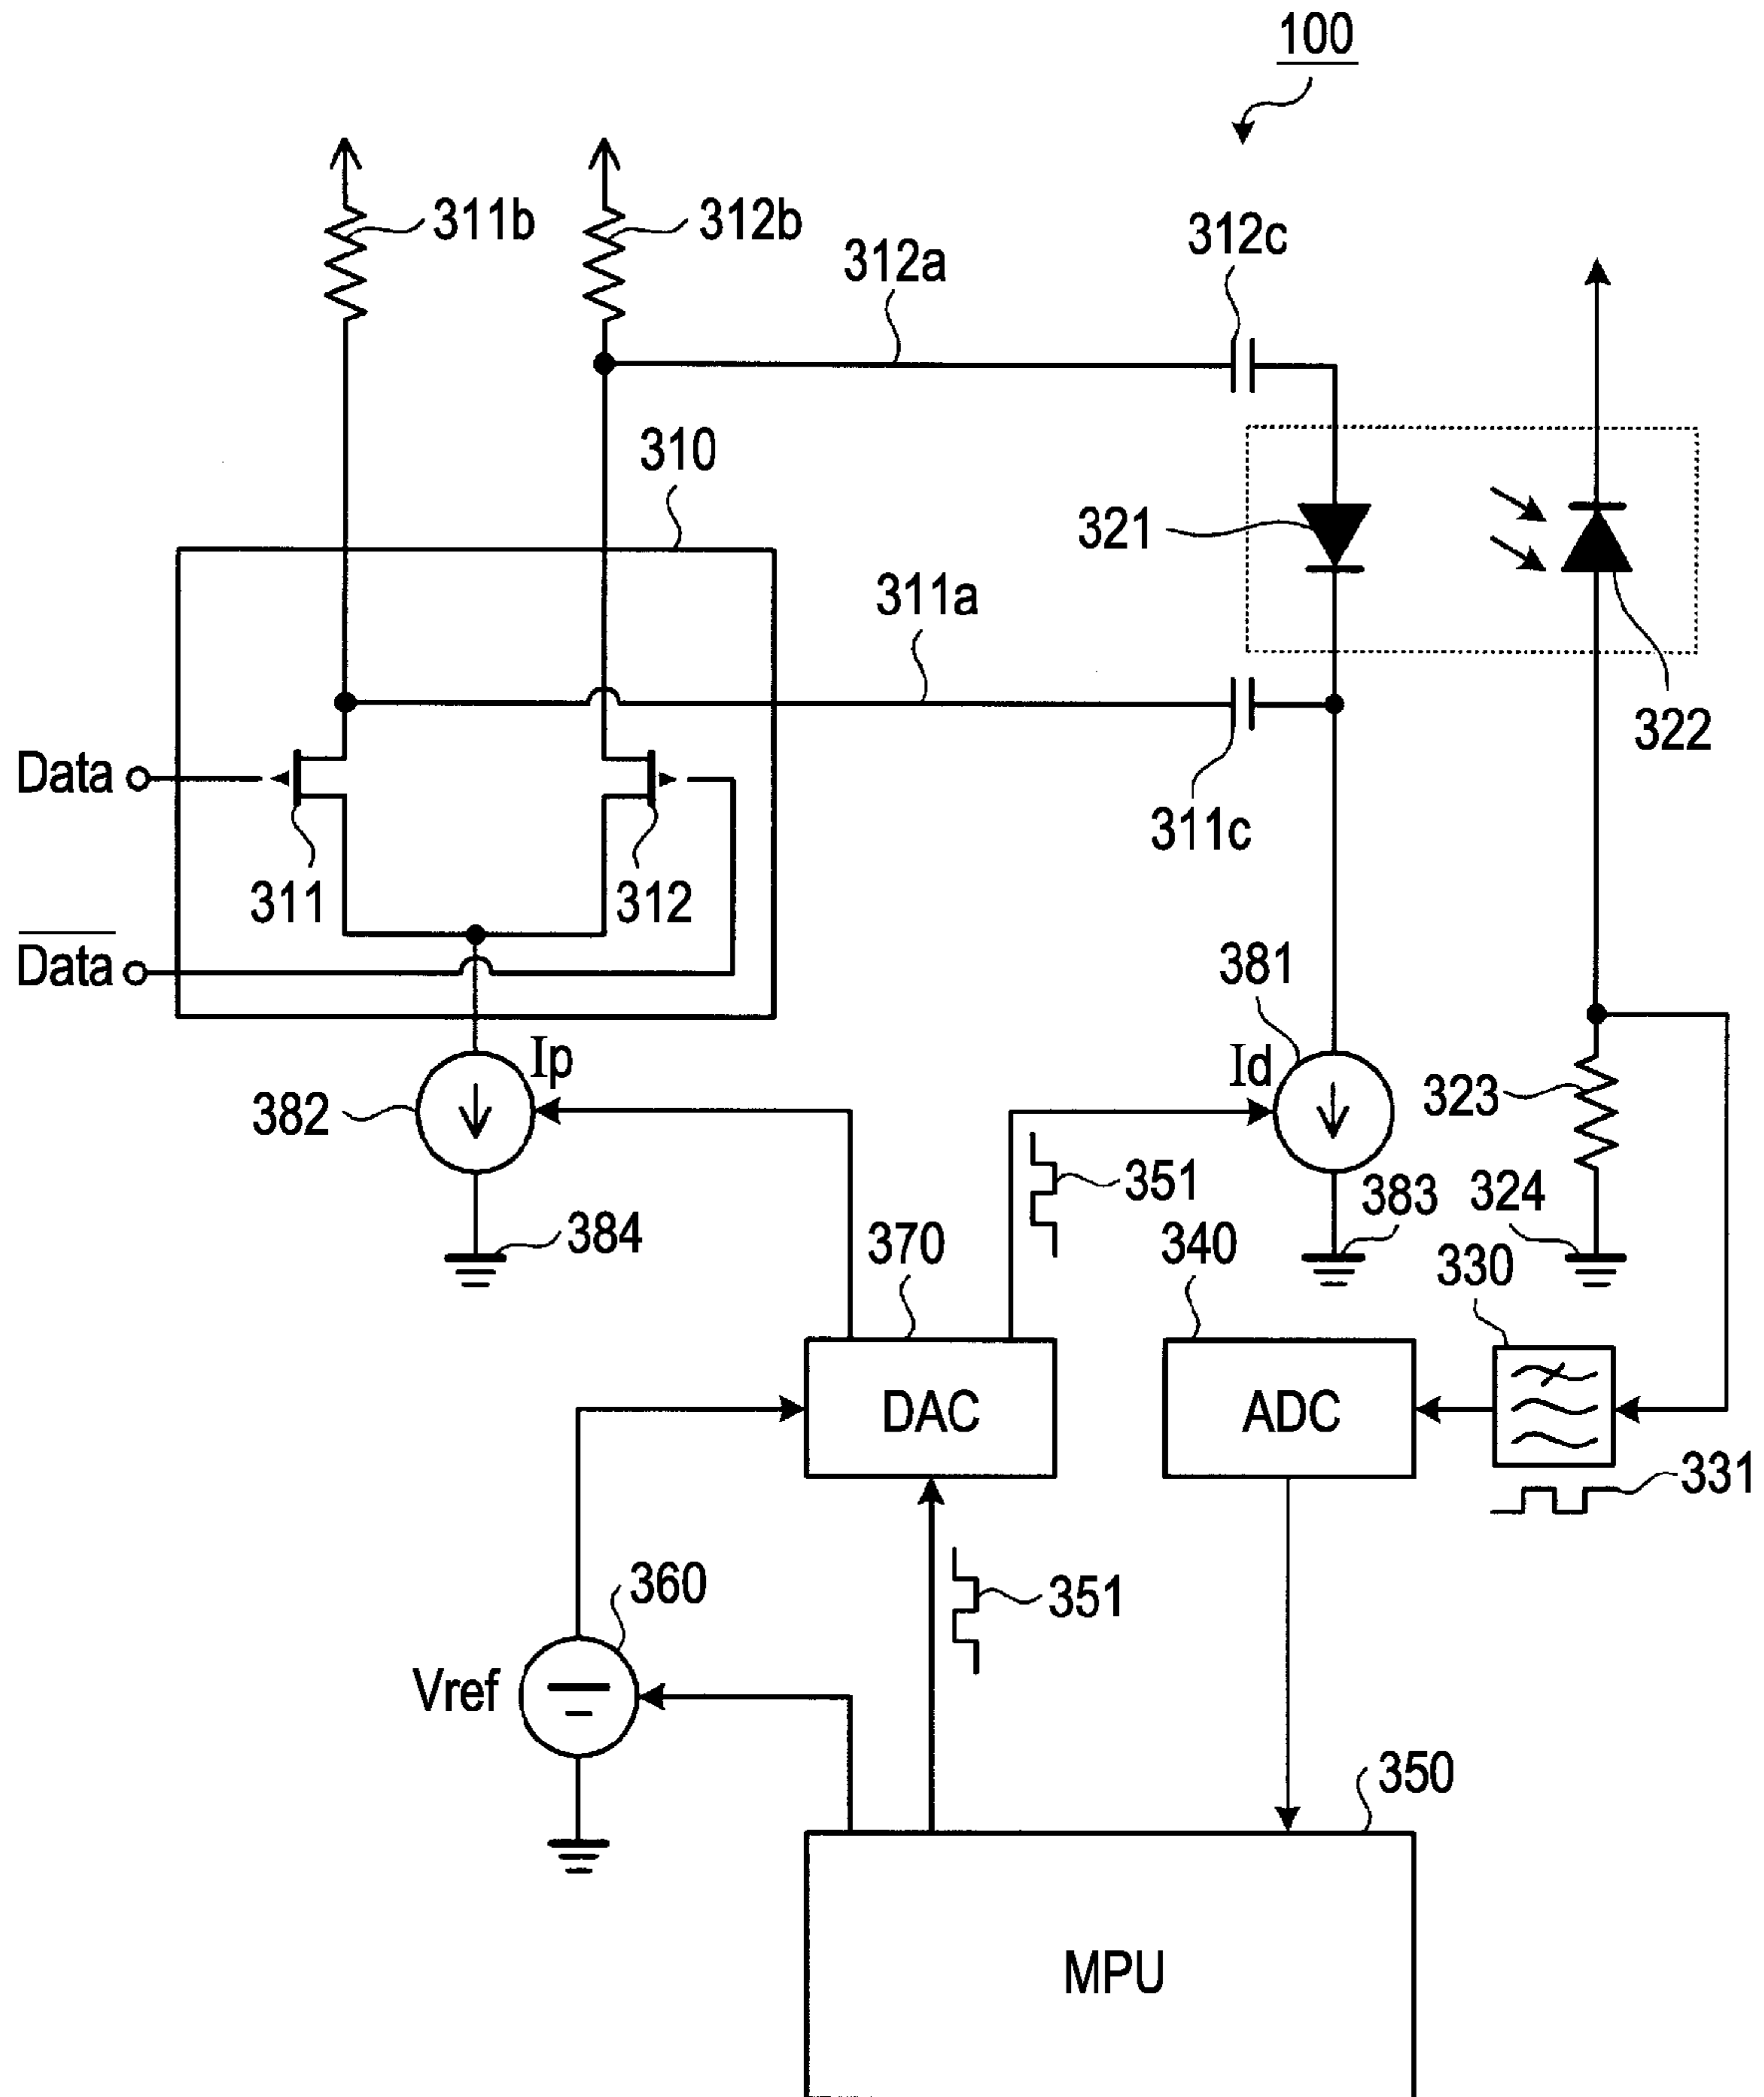 100
311b
312b
312a
312c
310
321
311a
322
Data
311c
311
312
D̅a̅t̅a̅
381
Ip
Id
382
323
351
384
370
340
383
324
330
DAC
ADC
331
360
351
Vref
350
MPU